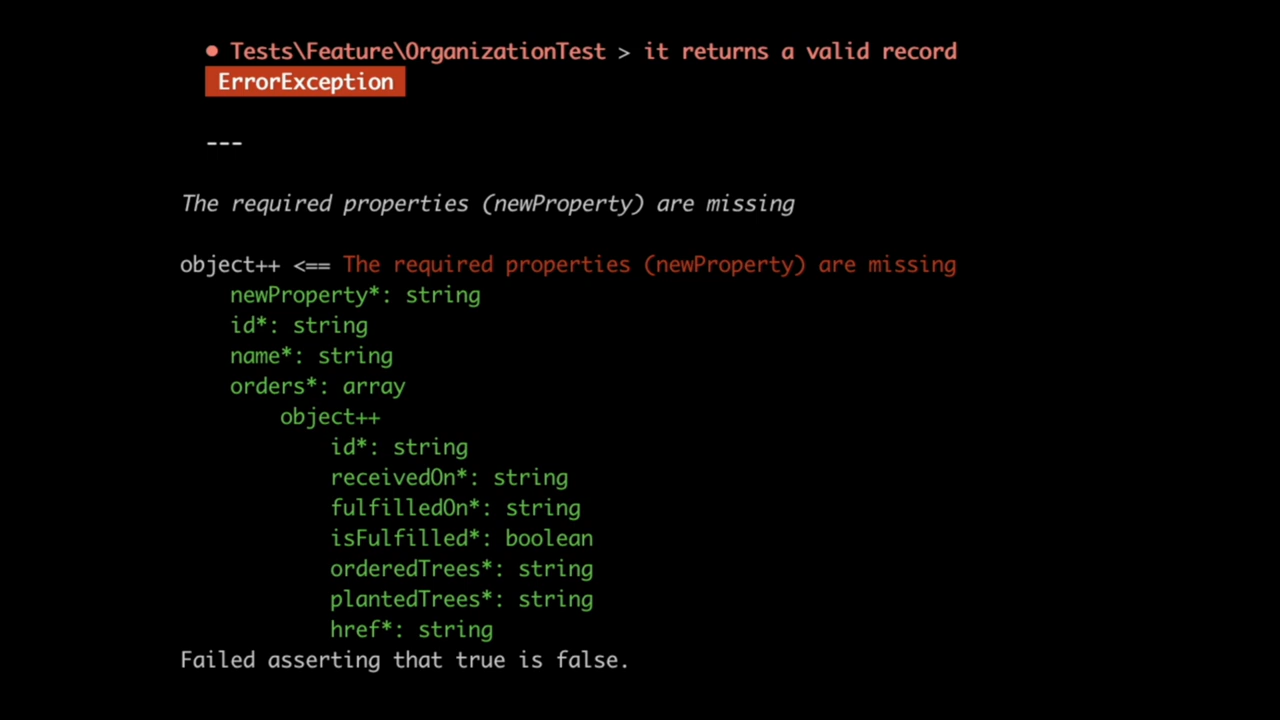 ● Tests\Feature\OrganizationTest > it returns a valid record
ErrorException
---
The required properties (newProperty) are missing
object++ <== The required properties (newProperty) are missing
newProperty*: string
id*: string
name*: string
orders*: array
object++
id*: string
receivedOn*: string
fulfilledOn*: string
isFulfilled*: boolean
orderedTrees*: string
plantedTrees*: string
href*: string
Failed asserting that true is false.